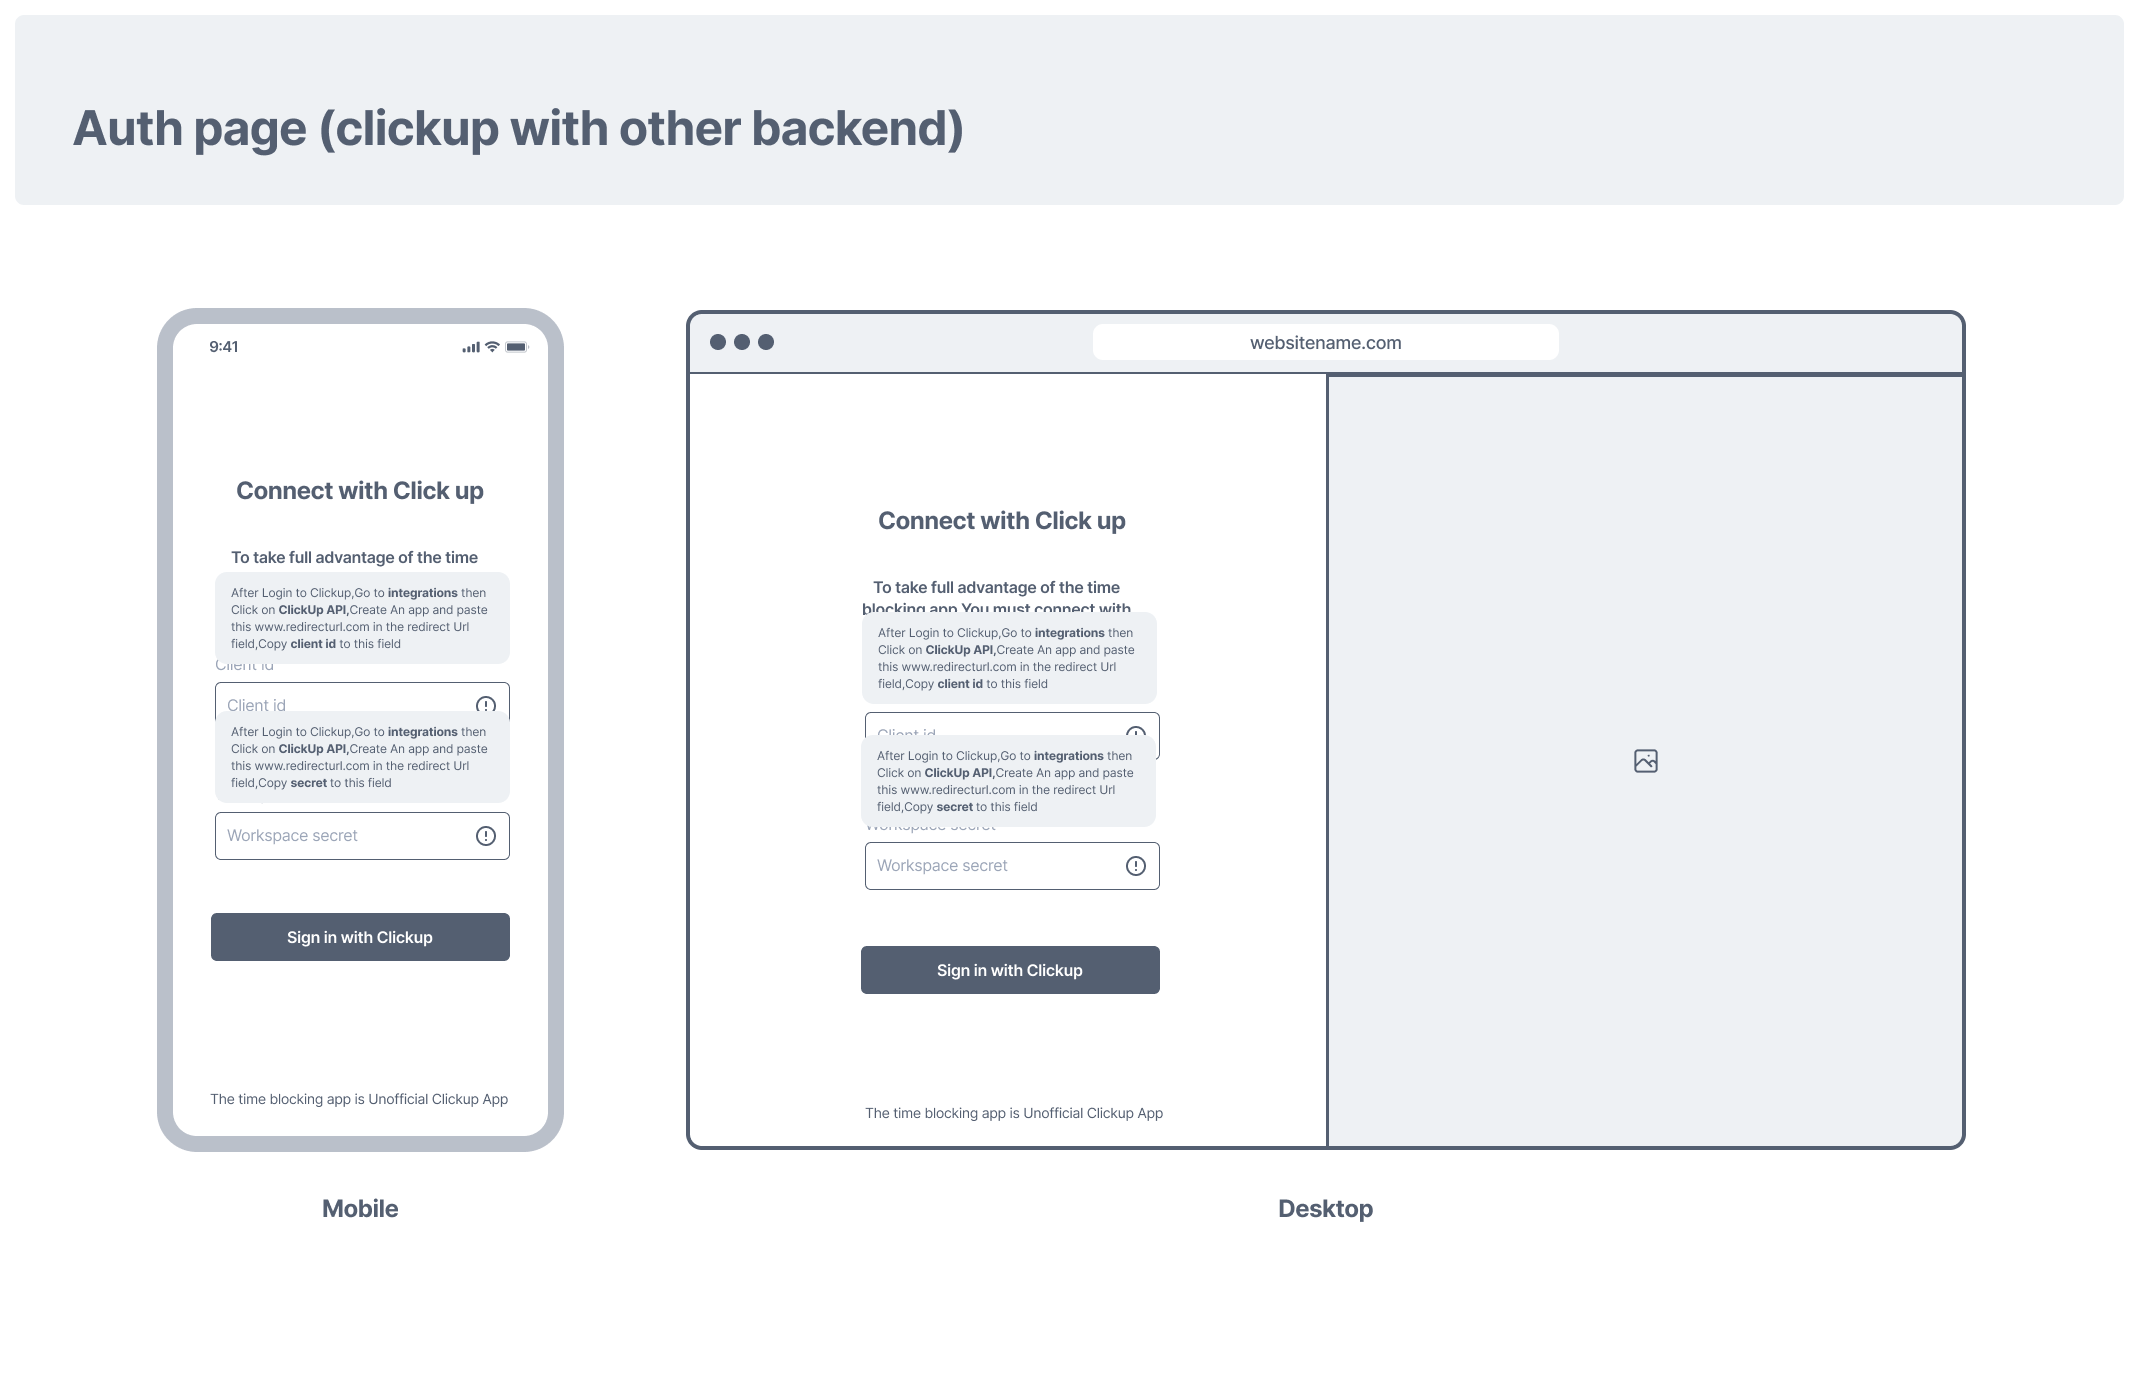 Auth page (clickup with other backend)
9:41
Connect with Click up
To take full advantage of the time
After Login to Clickup,Go to integrations then
Click on ClickUp API,Create An app and paste
this www.redirecturl.com in the redirect Url
field,Copy client id to this field
Client id
Client id
After Login to Clickup,Go to integrations then
Click on ClickUp API,Create An app and paste
this www.redirecturl.com in the redirect Url
field,Copy secret to this field
Workspace secret
Sign in with Clickup
The time blocking app is Unofficial Clickup App
Mobile
websitename.com
Connect with Click up
To take full advantage of the time
blocking app You must connect with
After Login to Clickup,Go to integrations then
Click on ClickUp API,Create An app and paste
this www.redirecturl.com in the redirect Url
field,Copy client id to this field
Client id
After Login to Clickup,Go to integrations then
Click on ClickUp API,Create An app and paste
this www.redirecturl.com in the redirect Url
field,Copy secret to this field
Workspace secret
Workspace secret
Sign in with Clickup
The time blocking app is Unofficial Clickup App
Desktop